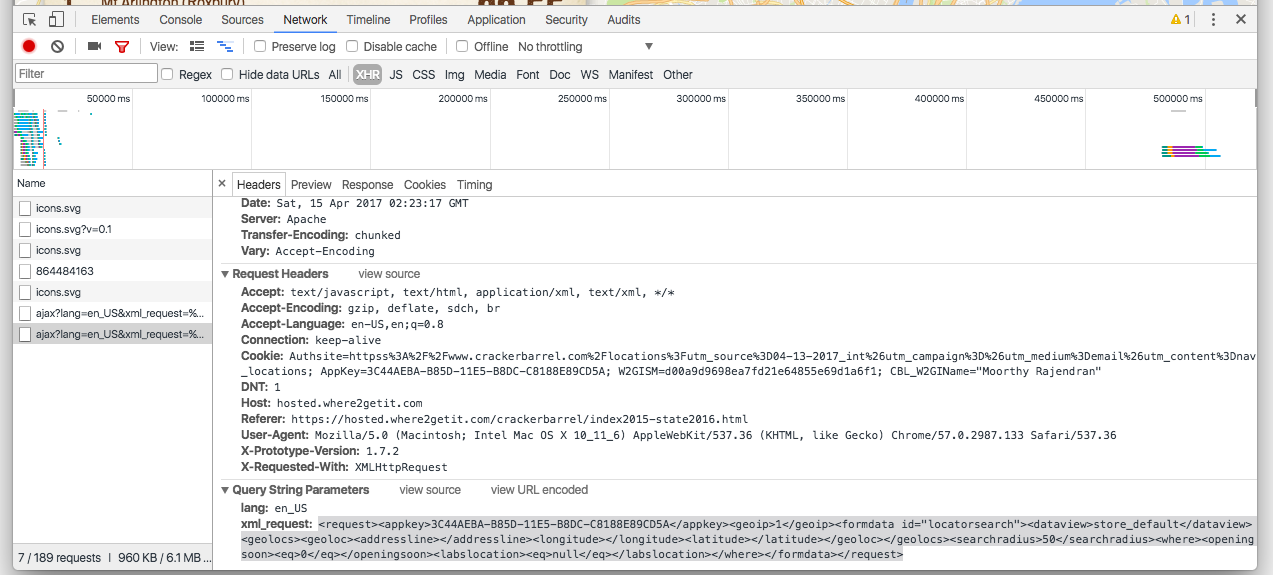 Mt Arlington (Roxbury)
Elements Console Sources Network Timeline Profiles Application Security Audits 1
View: Preserve log Disable cache Offline No throttling
Filter Regex Hide data URLs All XHR JS CSS Img Media Font Doc WS Manifest Other
50000 ms 100000 ms 150000 ms 200000 ms 250000 ms 300000 ms 350000 ms 400000 ms 450000 ms 500000 ms
Name
icons.svg
icons.svg?v=0.1
icons.svg
864484163
icons.svg
ajax?lang=en_US&xml_request=%...
ajax?lang=en_US&xml_request=%...
7 / 189 requests | 960 KB / 6.1 MB ...
Headers Preview Response Cookies Timing
Date: Sat, 15 Apr 2017 02:23:17 GMT
Server: Apache
Transfer-Encoding: chunked
Vary: Accept-Encoding
Request Headers view source
Accept: text/javascript, text/html, application/xml, text/xml, */*
Accept-Encoding: gzip, deflate, sdch, br
Accept-Language: en-US,en;q=0.8
Connection: keep-alive
Cookie: Authsite=httpss%3A%2F%2Fwww.crackerbarrel.com%2Flocations%3Futm_source%3D04-13-2017_int%26utm_campaign%3D%26utm_medium%3Demail%26utm_content%3Dnav
_locations; AppKey=3C44AEBA-B85D-11E5-B8DC-C8188E89CD5A; W2GISM=d00a9d9698ea7fd21e64855e69d1a6f1; CBL_W2GIName="Moorthy Rajendran"
DNT: 1
Host: hosted.where2getit.com
Referer: https://hosted.where2getit.com/crackerbarrel/index2015-state2016.html
User-Agent: Mozilla/5.0 (Macintosh; Intel Mac OS X 10_11_6) AppleWebKit/537.36 (KHTML, like Gecko) Chrome/57.0.2987.133 Safari/537.36
X-Prototype-Version: 1.7.2
X-Requested-With: XMLHttpRequest
Query String Parameters view source view URL encoded
lang: en_US
xml_request: <request><appkey>3C44AEBA-B85D-11E5-B8DC-C8188E89CD5A</appkey><geoip>1</geoip><formdata id="locatorsearch"><dataview>store_default</dataview>
<geolocs><geoloc><addressline></addressline><longitude></longitude><latitude></latitude></geoloc></geolocs><searchradius>50</searchradius><where><opening
soon><eq>0</eq></openingsoon><labslocation><eq>null</eq></labslocation></where></formdata></request>